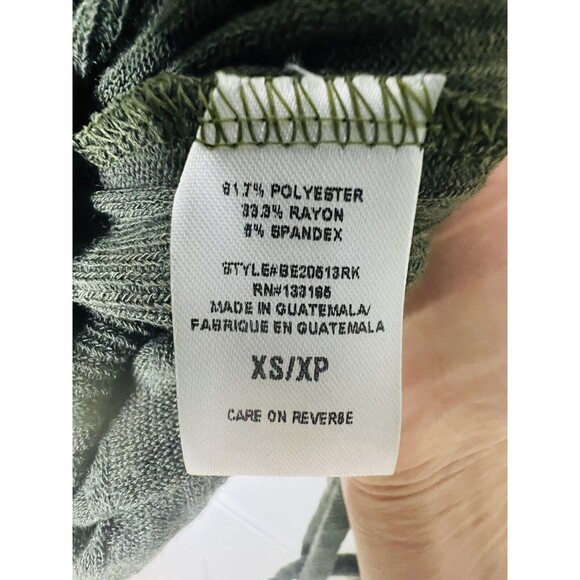 61.7% POLYESTER
33.3% RAYON
5% SPANDEX
STYLE#BE20513RK
RN#133165
MADE IN GUATEMALA/
FABRIQUE EN GUATEMALA
XS/XP
CARE ON REVERSE